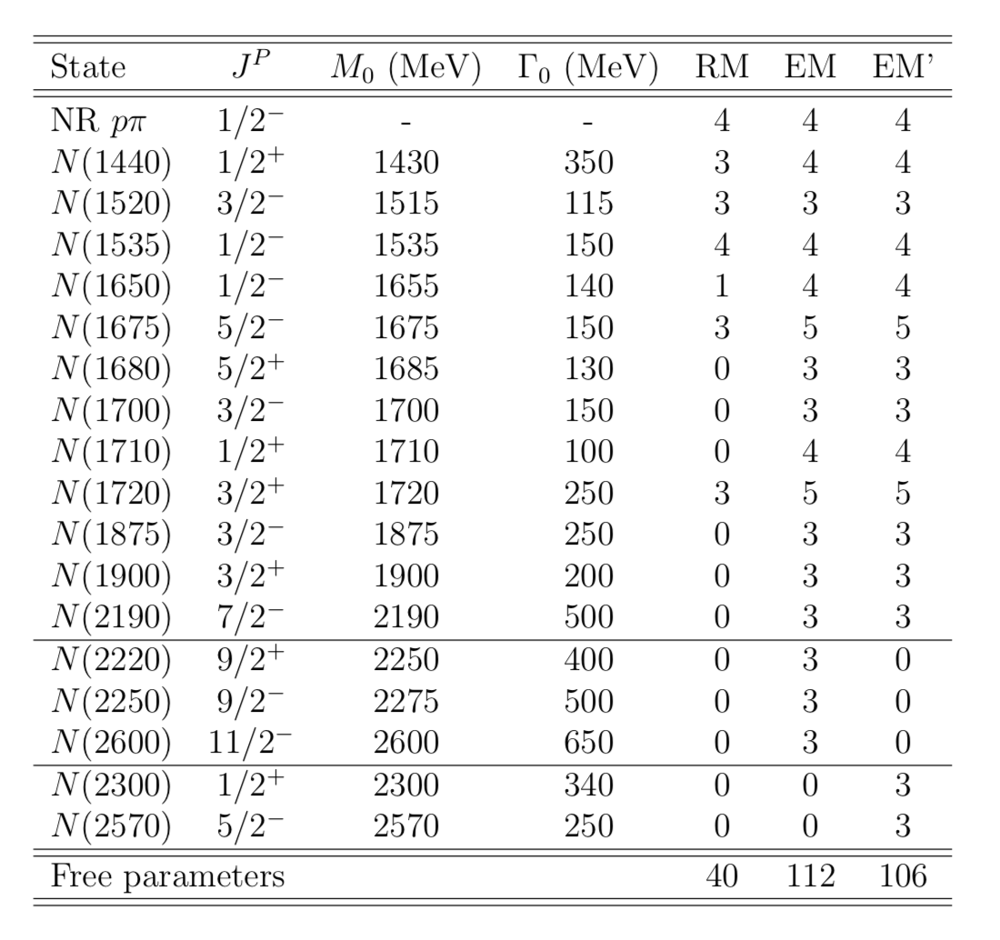 State J^P M₀ (MeV) Γ₀ (MeV) RM EM EM'
NR pπ 1/2⁻ - - 4 4 4
N(1440) 1/2⁺ 1430 350 3 4 4
N(1520) 3/2⁻ 1515 115 3 3 3
N(1535) 1/2⁻ 1535 150 4 4 4
N(1650) 1/2⁻ 1655 140 1 4 4
N(1675) 5/2⁻ 1675 150 3 5 5
N(1680) 5/2⁺ 1685 130 0 3 3
N(1700) 3/2⁻ 1700 150 0 3 3
N(1710) 1/2⁺ 1710 100 0 4 4
N(1720) 3/2⁺ 1720 250 3 5 5
N(1875) 3/2⁻ 1875 250 0 3 3
N(1900) 3/2⁺ 1900 200 0 3 3
N(2190) 7/2⁻ 2190 500 0 3 3
N(2220) 9/2⁺ 2250 400 0 3 0
N(2250) 9/2⁻ 2275 500 0 3 0
N(2600) 11/2⁻ 2600 650 0 3 0
N(2300) 1/2⁺ 2300 340 0 0 3
N(2570) 5/2⁻ 2570 250 0 0 3
Free parameters 40 112 106